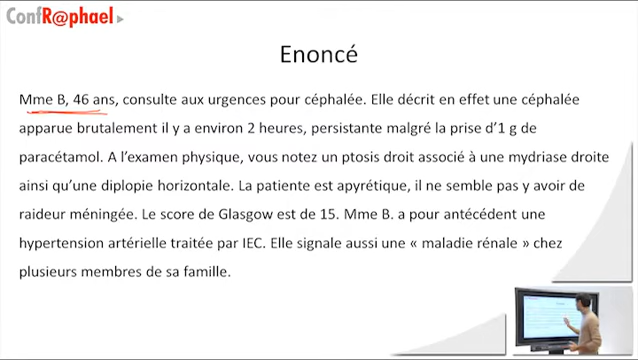 ConfR@phael
Enoncé
Mme B, 46 ans, consulte aux urgences pour céphalée. Elle décrit en effet une céphalée
apparue brutalement il y a environ 2 heures, persistante malgré la prise d'1 g de
paracétamol. A l'examen physique, vous notez un ptosis droit associé à une mydriase droite
ainsi qu'une diplopie horizontale. La patiente est apyrétique, il ne semble pas y avoir de
raideur méningée. Le score de Glasgow est de 15. Mme B. a pour antécédent une
hypertension artérielle traitée par IEC. Elle signale aussi une « maladie rénale » chez
plusieurs membres de sa famille.